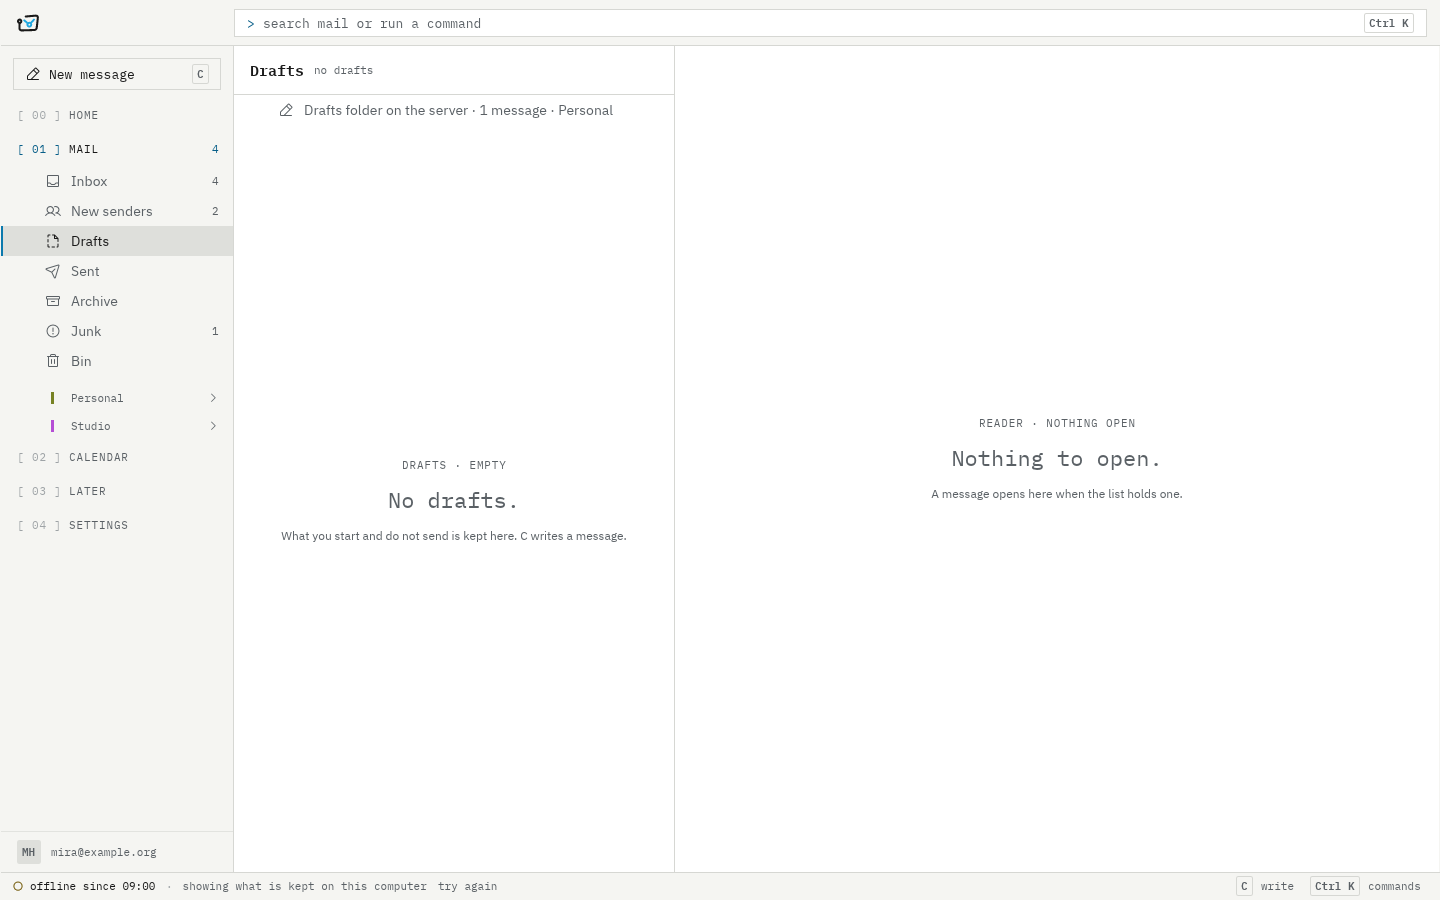 > search mail or run a command Ctrl K
New message C
[ 00 ] HOME
[ 01 ] MAIL 4
Inbox 4
New senders 2
Drafts
Sent
Archive
Junk 1
Bin
Personal
Studio
[ 02 ] CALENDAR
[ 03 ] LATER
[ 04 ] SETTINGS
MH mira@example.org
Drafts no drafts
Drafts folder on the server · 1 message · Personal
DRAFTS · EMPTY
No drafts.
What you start and do not send is kept here. C writes a message.
READER · NOTHING OPEN
Nothing to open.
A message opens here when the list holds one.
offline since 09:00 · showing what is kept on this computer try again
C write Ctrl K commands